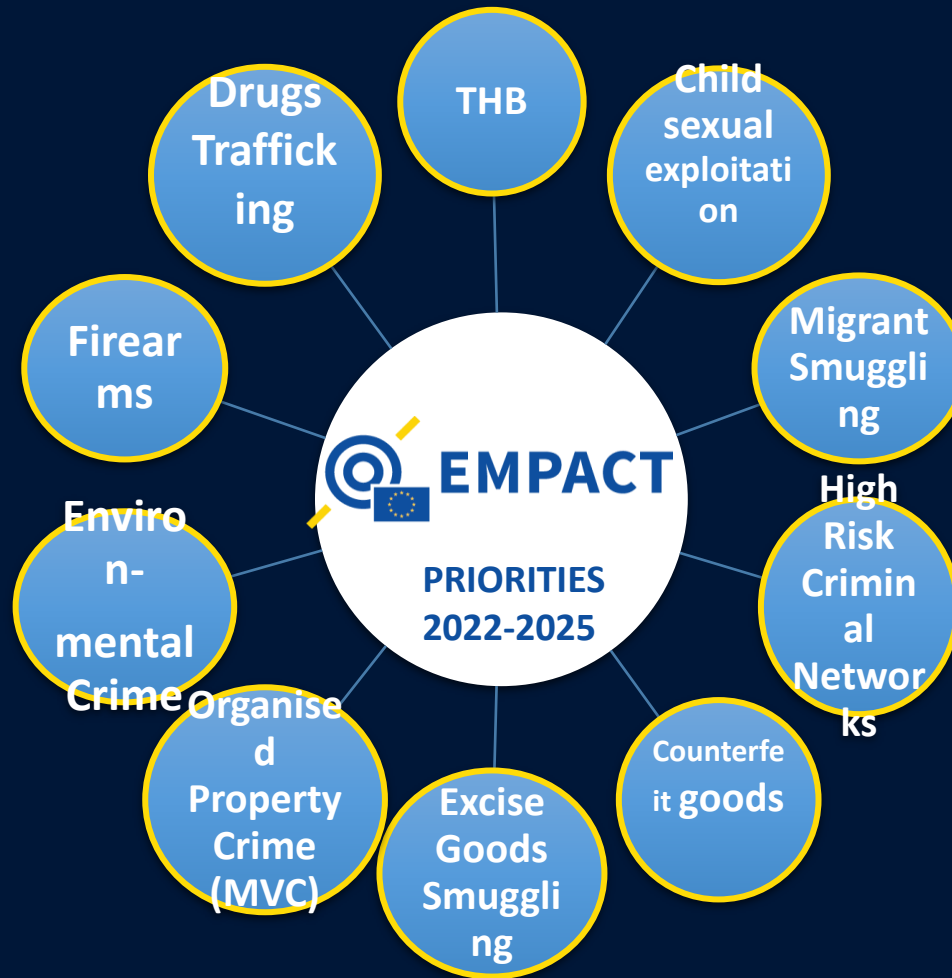 THB
Child
sexual
exploitati
on
Migrant
Smuggli
ng
High
Risk
Crimin
al
Networ
ks
Counterfe
it goods
Excise
Goods
Smuggli
ng
Organise
d
Property
Crime
(MVC)
Environ
n-
mental
Crime
Firear
ms
Drugs
Traffick
ing
EMPACT
PRIORITIES
2022-2025